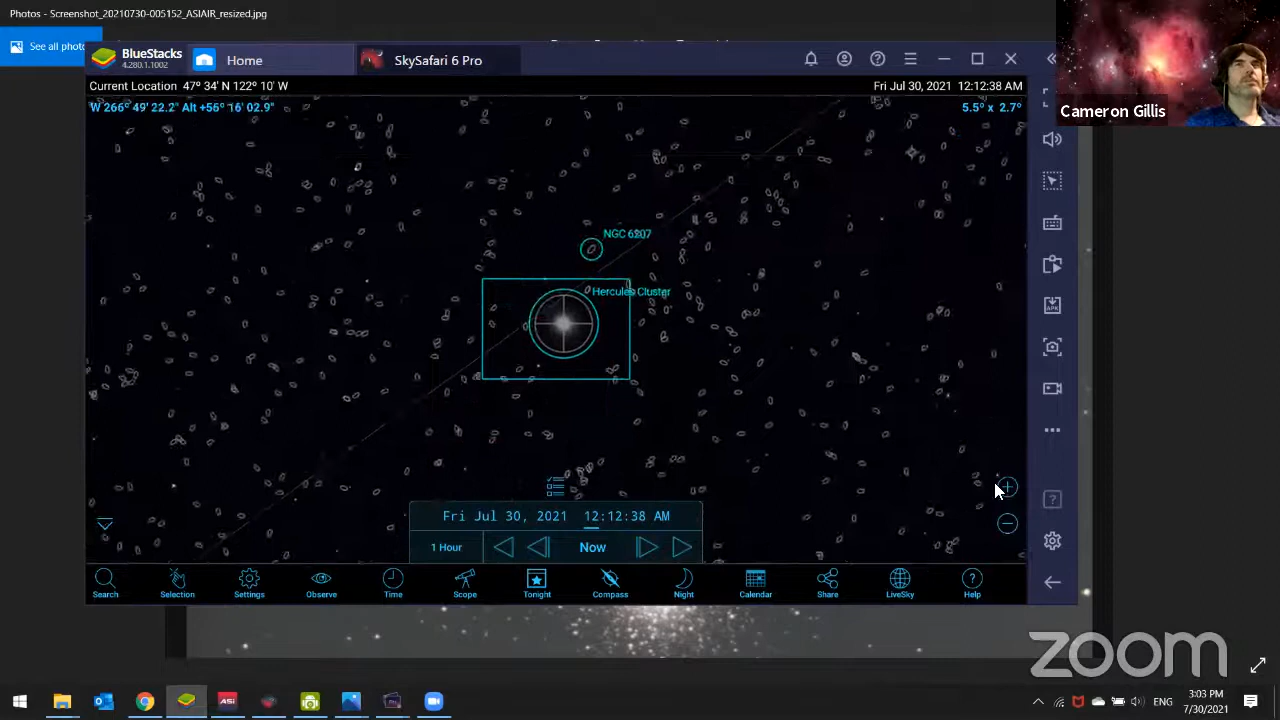 Photos - Screenshot_20210730-005152_ASIAIR_resized.jpg
See all photo
BlueStacks
4.280.1.1002
Home
SkySafari 6 Pro
Cameron Gillis
Current Location 47° 34' N 122° 10' W
Fri Jul 30, 2021 12:12:38 AM
W 266° 49' 22.2" Alt +56° 16' 02.9"
5.5° x 2.7°
NGC 6207
Hercules Cluster
APK
Fri Jul 30, 2021 12:12:38 AM
1 Hour
Now
Search
Selection
Settings
Observe
Time
Scope
Tonight
Compass
Night
Calendar
Share
LiveSky
Help
zoom
ASI
ENG
3:03 PM
7/30/2021